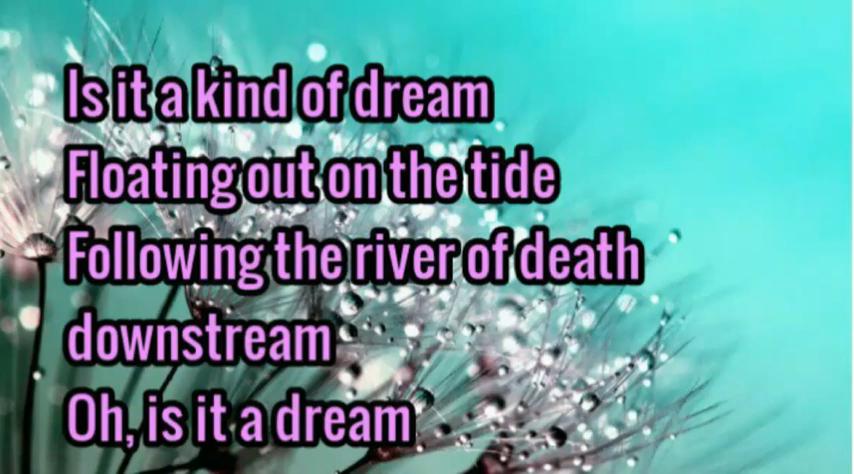 Is it a kind of dream
Floating out on the tide
Following the river of death
downstream
Oh, is it a dream